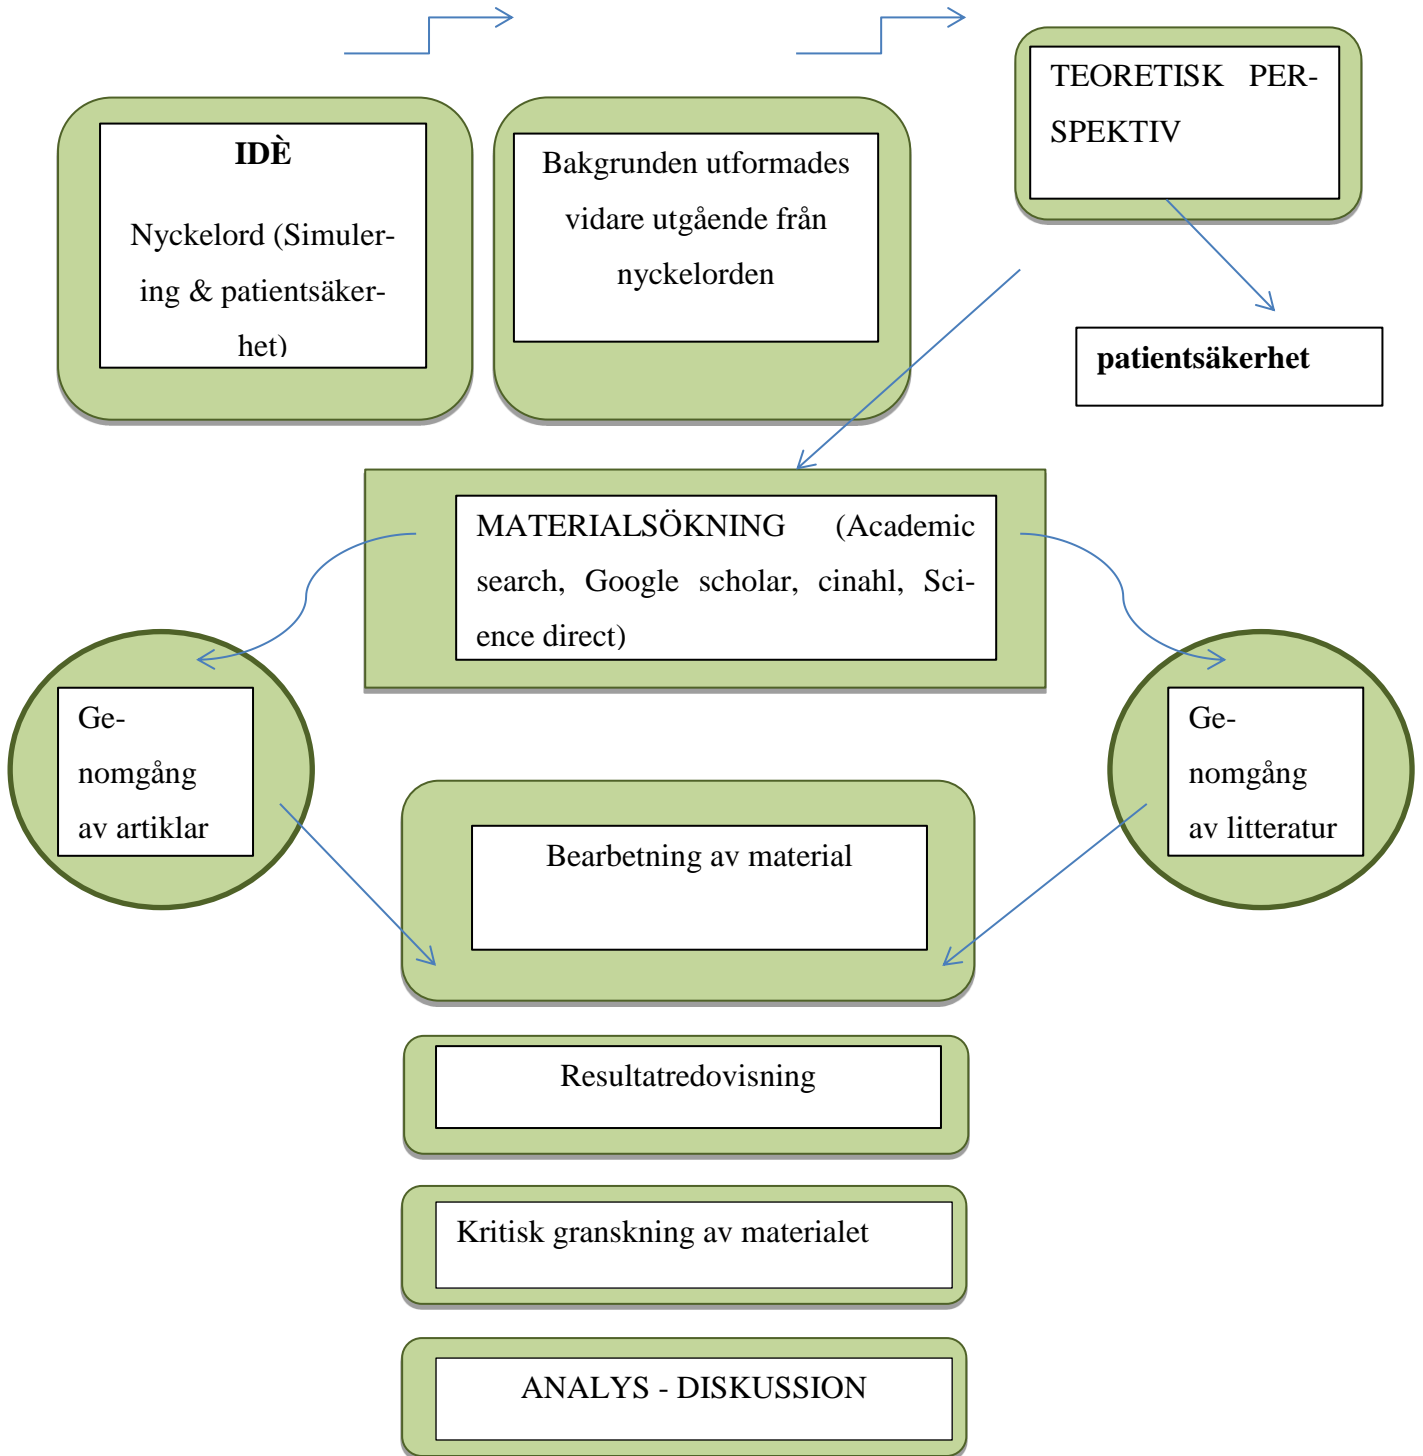 IDÈ
Nyckelord (Simuler-
ing & patientsäker-
het)
Bakgrunden utformades
vidare utgående från
nyckelorden
TEORETISK PER-
SPEKTIV
patientsäkerhet
MATERIALSÖKNING (Academic
search, Google scholar, cinahl, Sci-
ence direct)
Ge-
nomgång
av artiklar
Ge-
nomgång
av litteratur
Bearbetning av material
Resultatredovisning
Kritisk granskning av materialet
ANALYS - DISKUSSION